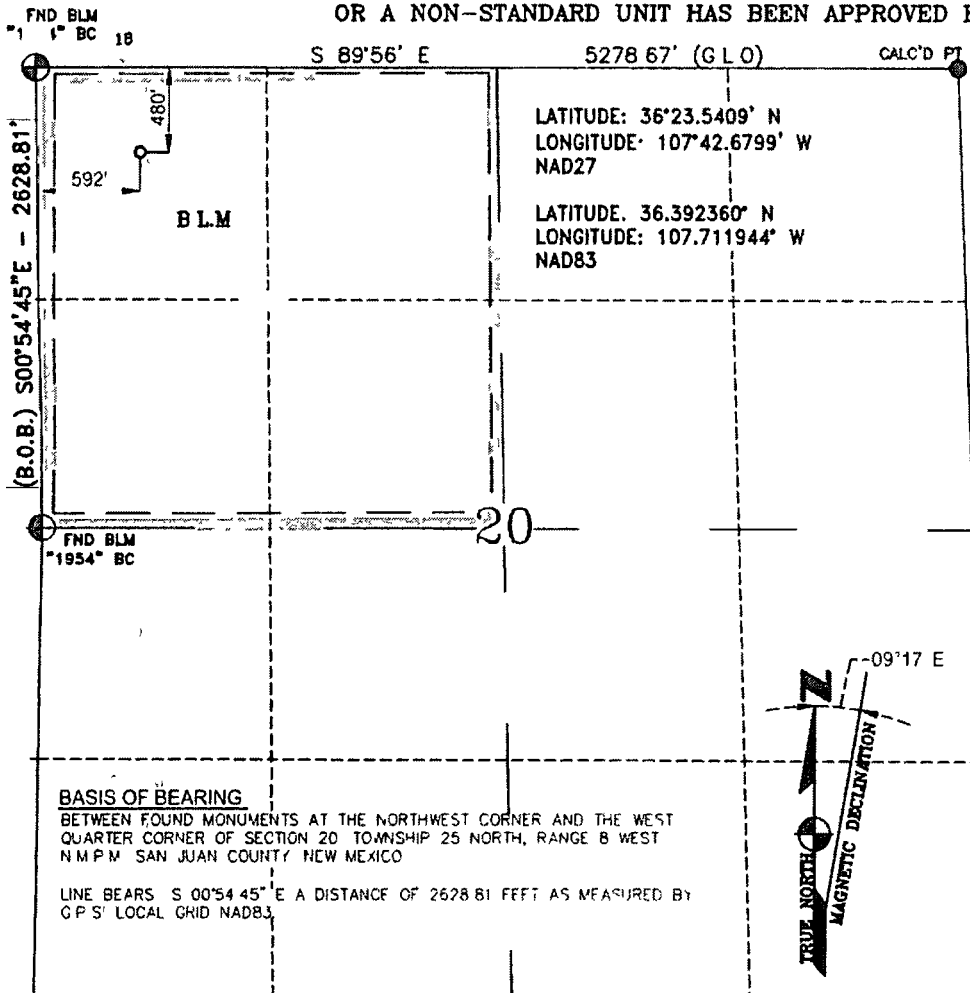 OR A NON-STANDARD UNIT HAS BEEN APPROVED
FND BLM
BC
18
S 89°56' E
5278 67' (G L O)
CALC'D PT
480'
592'
B L.M
LATITUDE: 36°23.5409' N
LONGITUDE· 107°42.6799' W
NAD27
LATITUDE. 36.392360° N
LONGITUDE: 107.711944° W
NAD83
(B.O.B.) S00°54'45"E - 2628.81'
20
FND BLM
"1954" BC
09°17 E
N
TRUE NORTH
MAGNETIC DECLINATION
BASIS OF BEARING
BETWEEN FOUND MONUMENTS AT THE NORTHWEST CORNER AND THE WEST
QUARTER CORNER OF SECTION 20 TOWNSHIP 25 NORTH, RANGE 8 WEST
N M P M SAN JUAN COUNTY NEW MEXICO
LINE BEARS S 00°54 45" E A DISTANCE OF 2628 81 FEET AS MEASURED BY
G P S' LOCAL GRID NAD83